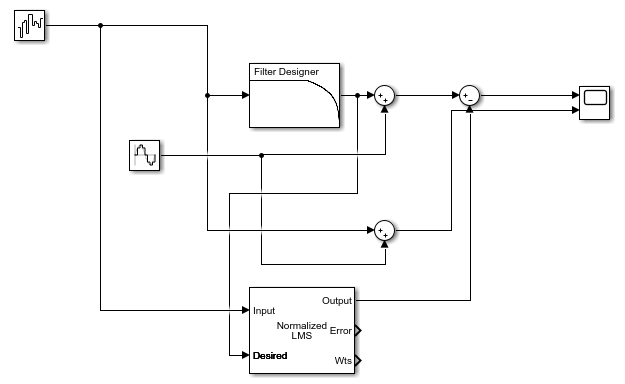 Filter Designer
+
+
+
−
+
+
Output
Input
Normalized
LMS
Error
Desired
Wts